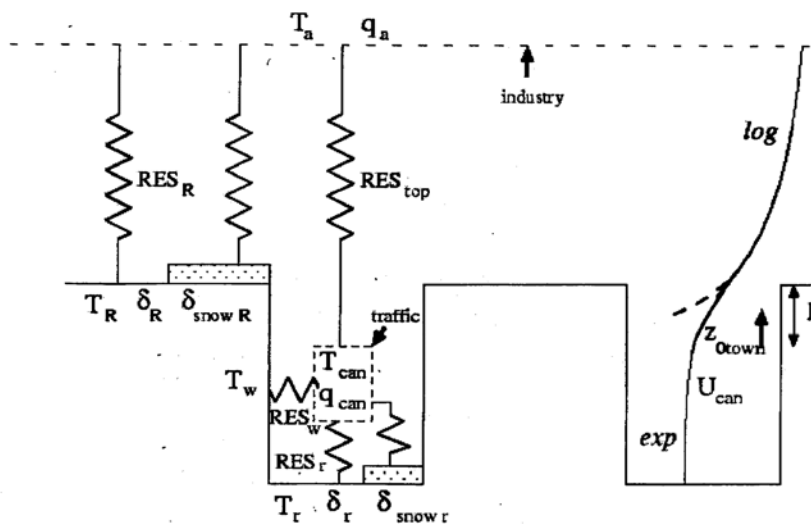 T_a q_a
industry
log
RES_R RES_top
T_R δ_R δ_snow R
traffic
z_0town
T_can
T_w
q_can
U_can
RES_w
exp
RES_r
T_r δ_r δ_snow r